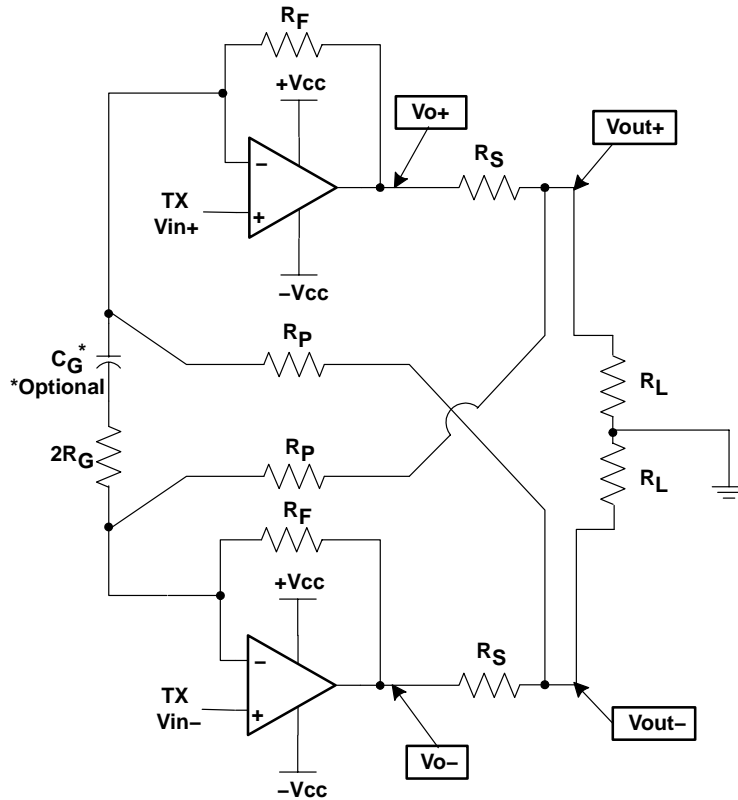 RF
+Vcc
Vo+
Vout+
RS
–
TX
Vin+
+
–Vcc
RP
CG*
*Optional
RL
2RG
RP
RL
RF
+Vcc
RS
–
TX
Vin–
+
Vout–
Vo–
–Vcc